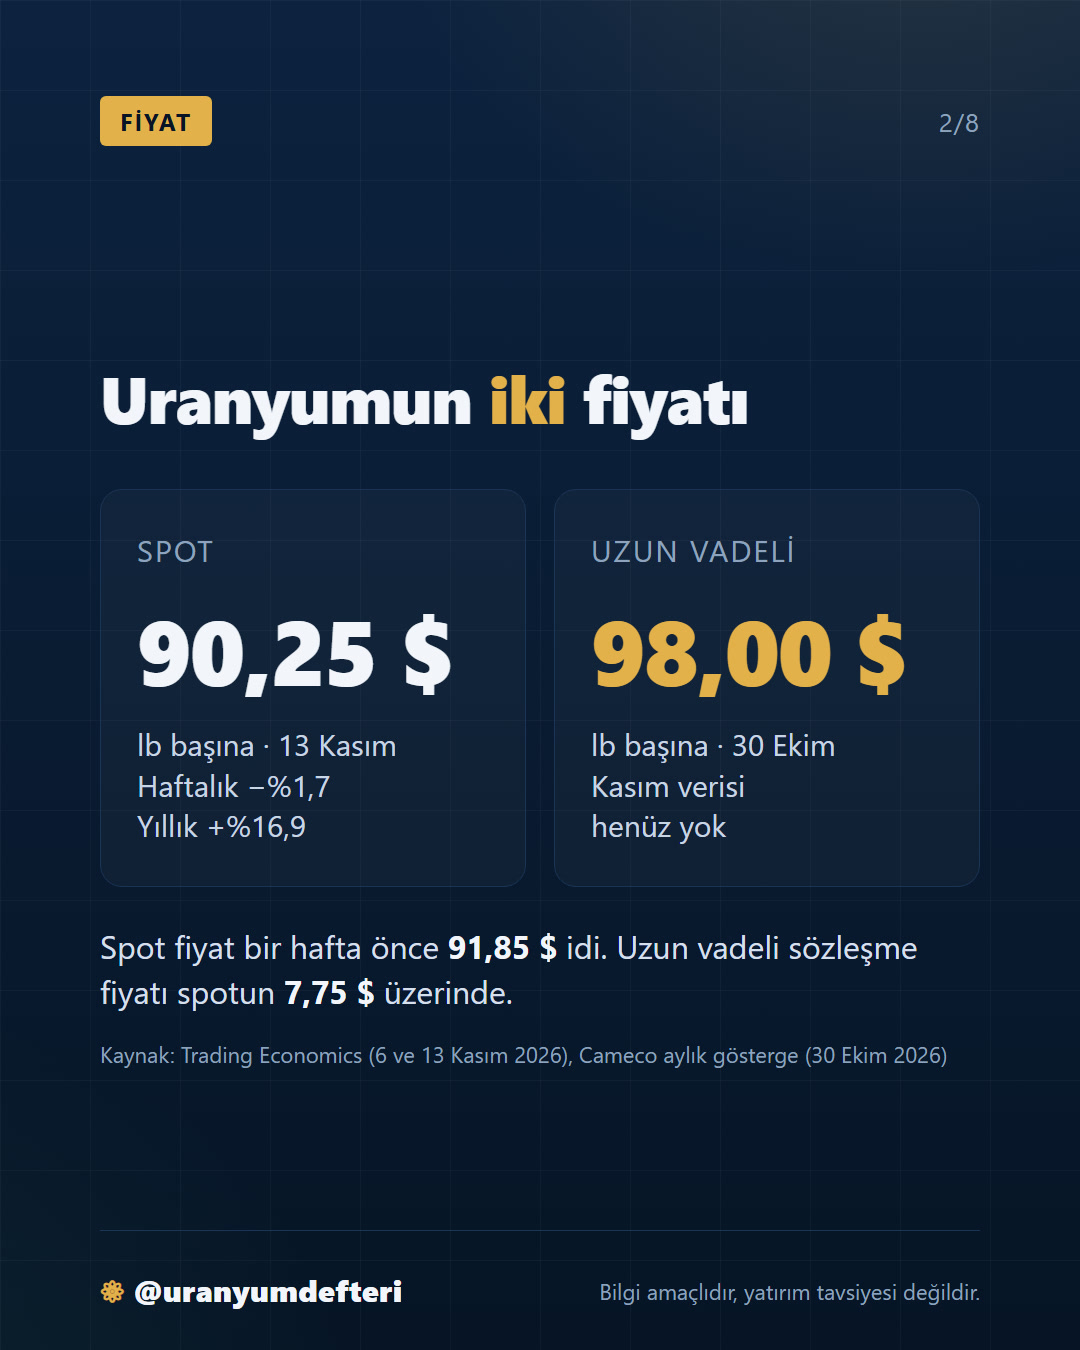 FİYAT
2/8
Uranyumun iki fiyatı
SPOT
90,25 $
lb başına · 13 Kasım
Haftalık −%1,7
Yıllık +%16,9
UZUN VADELİ
98,00 $
lb başına · 30 Ekim
Kasım verisi
henüz yok
Spot fiyat bir hafta önce 91,85 $ idi. Uzun vadeli sözleşme
fiyatı spotun 7,75 $ üzerinde.
Kaynak: Trading Economics (6 ve 13 Kasım 2026), Cameco aylık gösterge (30 Ekim 2026)
@uranyumdefteri
Bilgi amaçlıdır, yatırım tavsiyesi değildir.